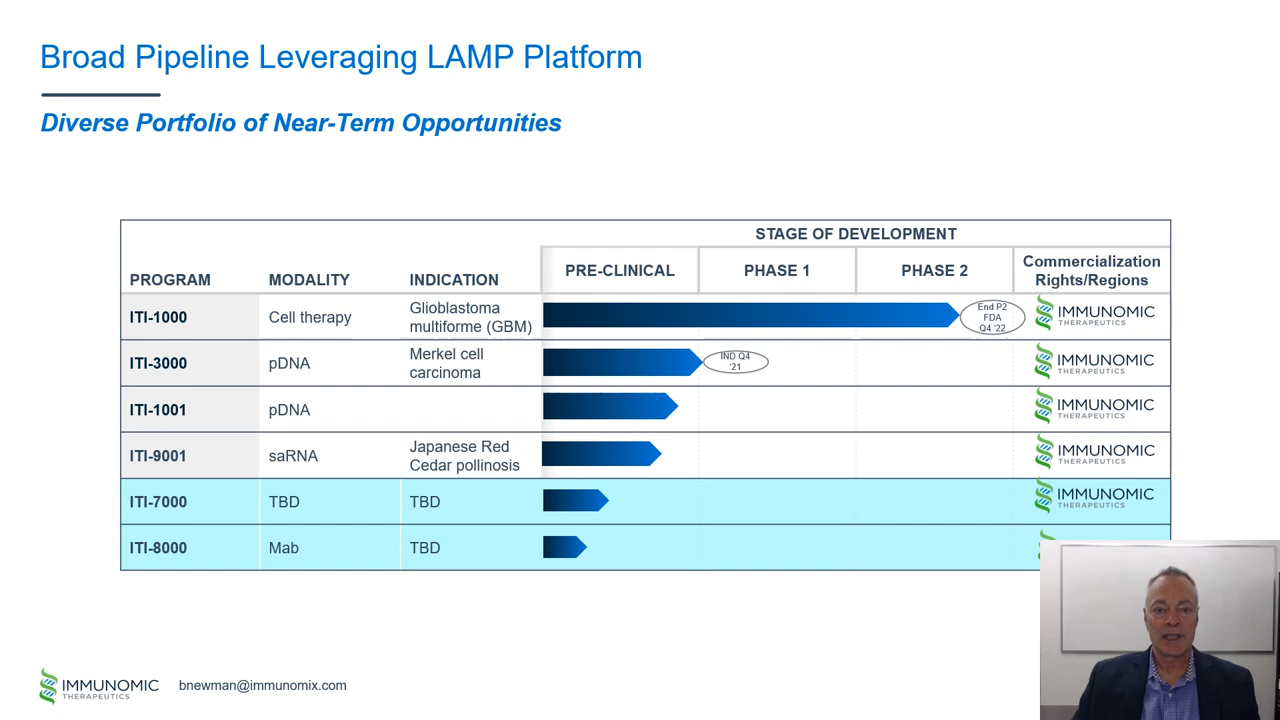 Broad Pipeline Leveraging LAMP Platform
Diverse Portfolio of Near-Term Opportunities
STAGE OF DEVELOPMENT
PROGRAM MODALITY INDICATION PRE-CLINICAL PHASE 1 PHASE 2 Commercialization
Rights/Regions
ITI-1000 Cell therapy Glioblastoma
multiforme (GBM)
End P2
FDA
Q4 '22
IMMUNOMIC
THERAPEUTICS
ITI-3000 pDNA Merkel cell
carcinoma
IND Q4
'21
IMMUNOMIC
THERAPEUTICS
ITI-1001 pDNA
IMMUNOMIC
THERAPEUTICS
ITI-9001 saRNA Japanese Red
Cedar pollinosis
IMMUNOMIC
THERAPEUTICS
ITI-7000 TBD TBD
IMMUNOMIC
THERAPEUTICS
ITI-8000 Mab TBD
IMMUNOMIC
THERAPEUTICS
bnewman@immunomix.com